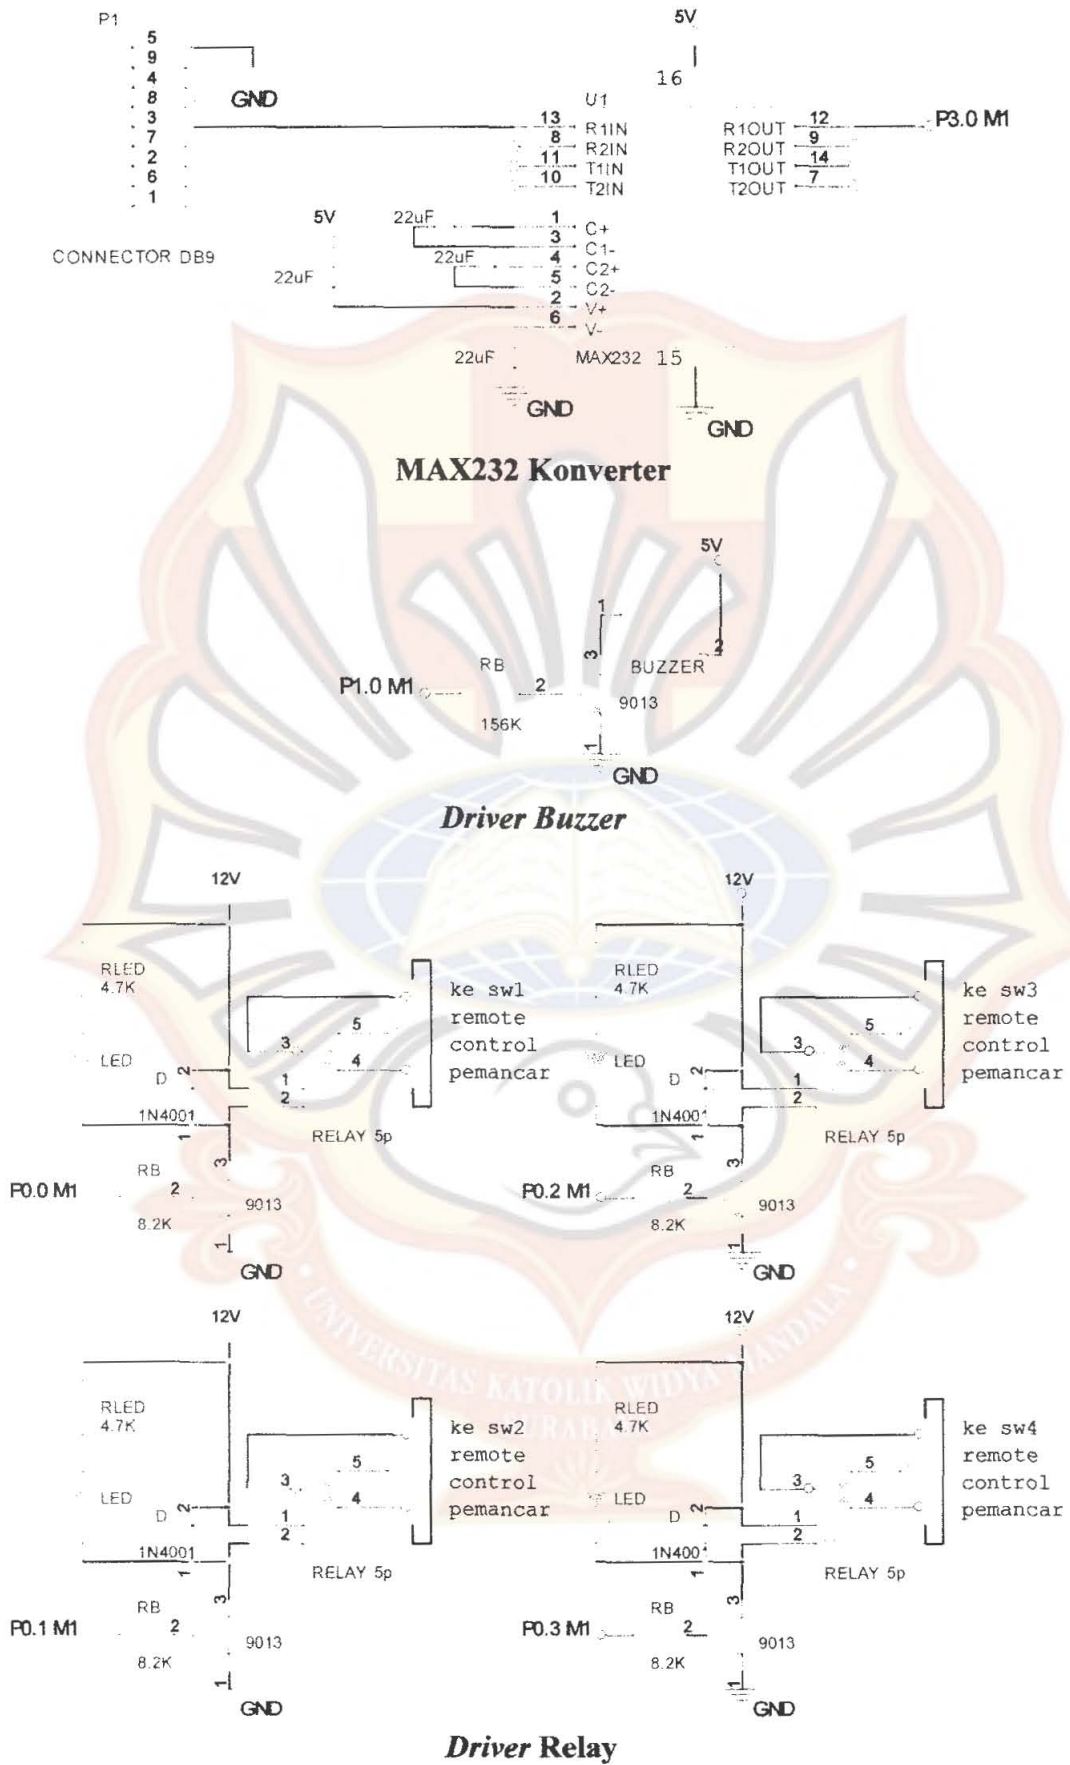 P1
5
9
4
8
3
7
2
6
1
GND
CONNECTOR DB9
5V
16
U1
13 R1IN
8 R2IN
11 T1IN
10 T2IN
R1OUT 12
R2OUT 9
T1OUT 14
T2OUT 7
P3.0 M1
5V
22uF
22uF
22uF
1 C+
3 C1-
4 C2+
5 C2-
2 V+
6 V-
22uF
MAX232 15
GND
GND
MAX232 Konverter
5V
1
2
3
BUZZER
RB
P1.0 M1
2
156K
9013
1
GND
Driver Buzzer
12V
RLED
4.7K
LED
D
2
1N4001
1
3
5
4
1
2
RELAY 5p
ke sw1
remote
control
pemancar
3
RB
P0.0 M1
2
8.2K
9013
1
GND
12V
RLED
4.7K
LED
D
2
1N4001
1
3
5
4
1
2
RELAY 5p
ke sw3
remote
control
pemancar
3
RB
P0.2 M1
2
8.2K
9013
1
GND
12V
RLED
4.7K
LED
D
2
1N4001
1
3
5
4
1
2
RELAY 5p
ke sw2
remote
control
pemancar
3
RB
P0.1 M1
2
8.2K
9013
1
GND
12V
RLED
4.7K
LED
D
2
1N4001
1
3
5
4
1
2
RELAY 5p
ke sw4
remote
control
pemancar
3
RB
P0.3 M1
2
8.2K
9013
1
GND
UNIVERSITAS KATOLIK WIDYA MANDALA
SURABAYA
Driver Relay